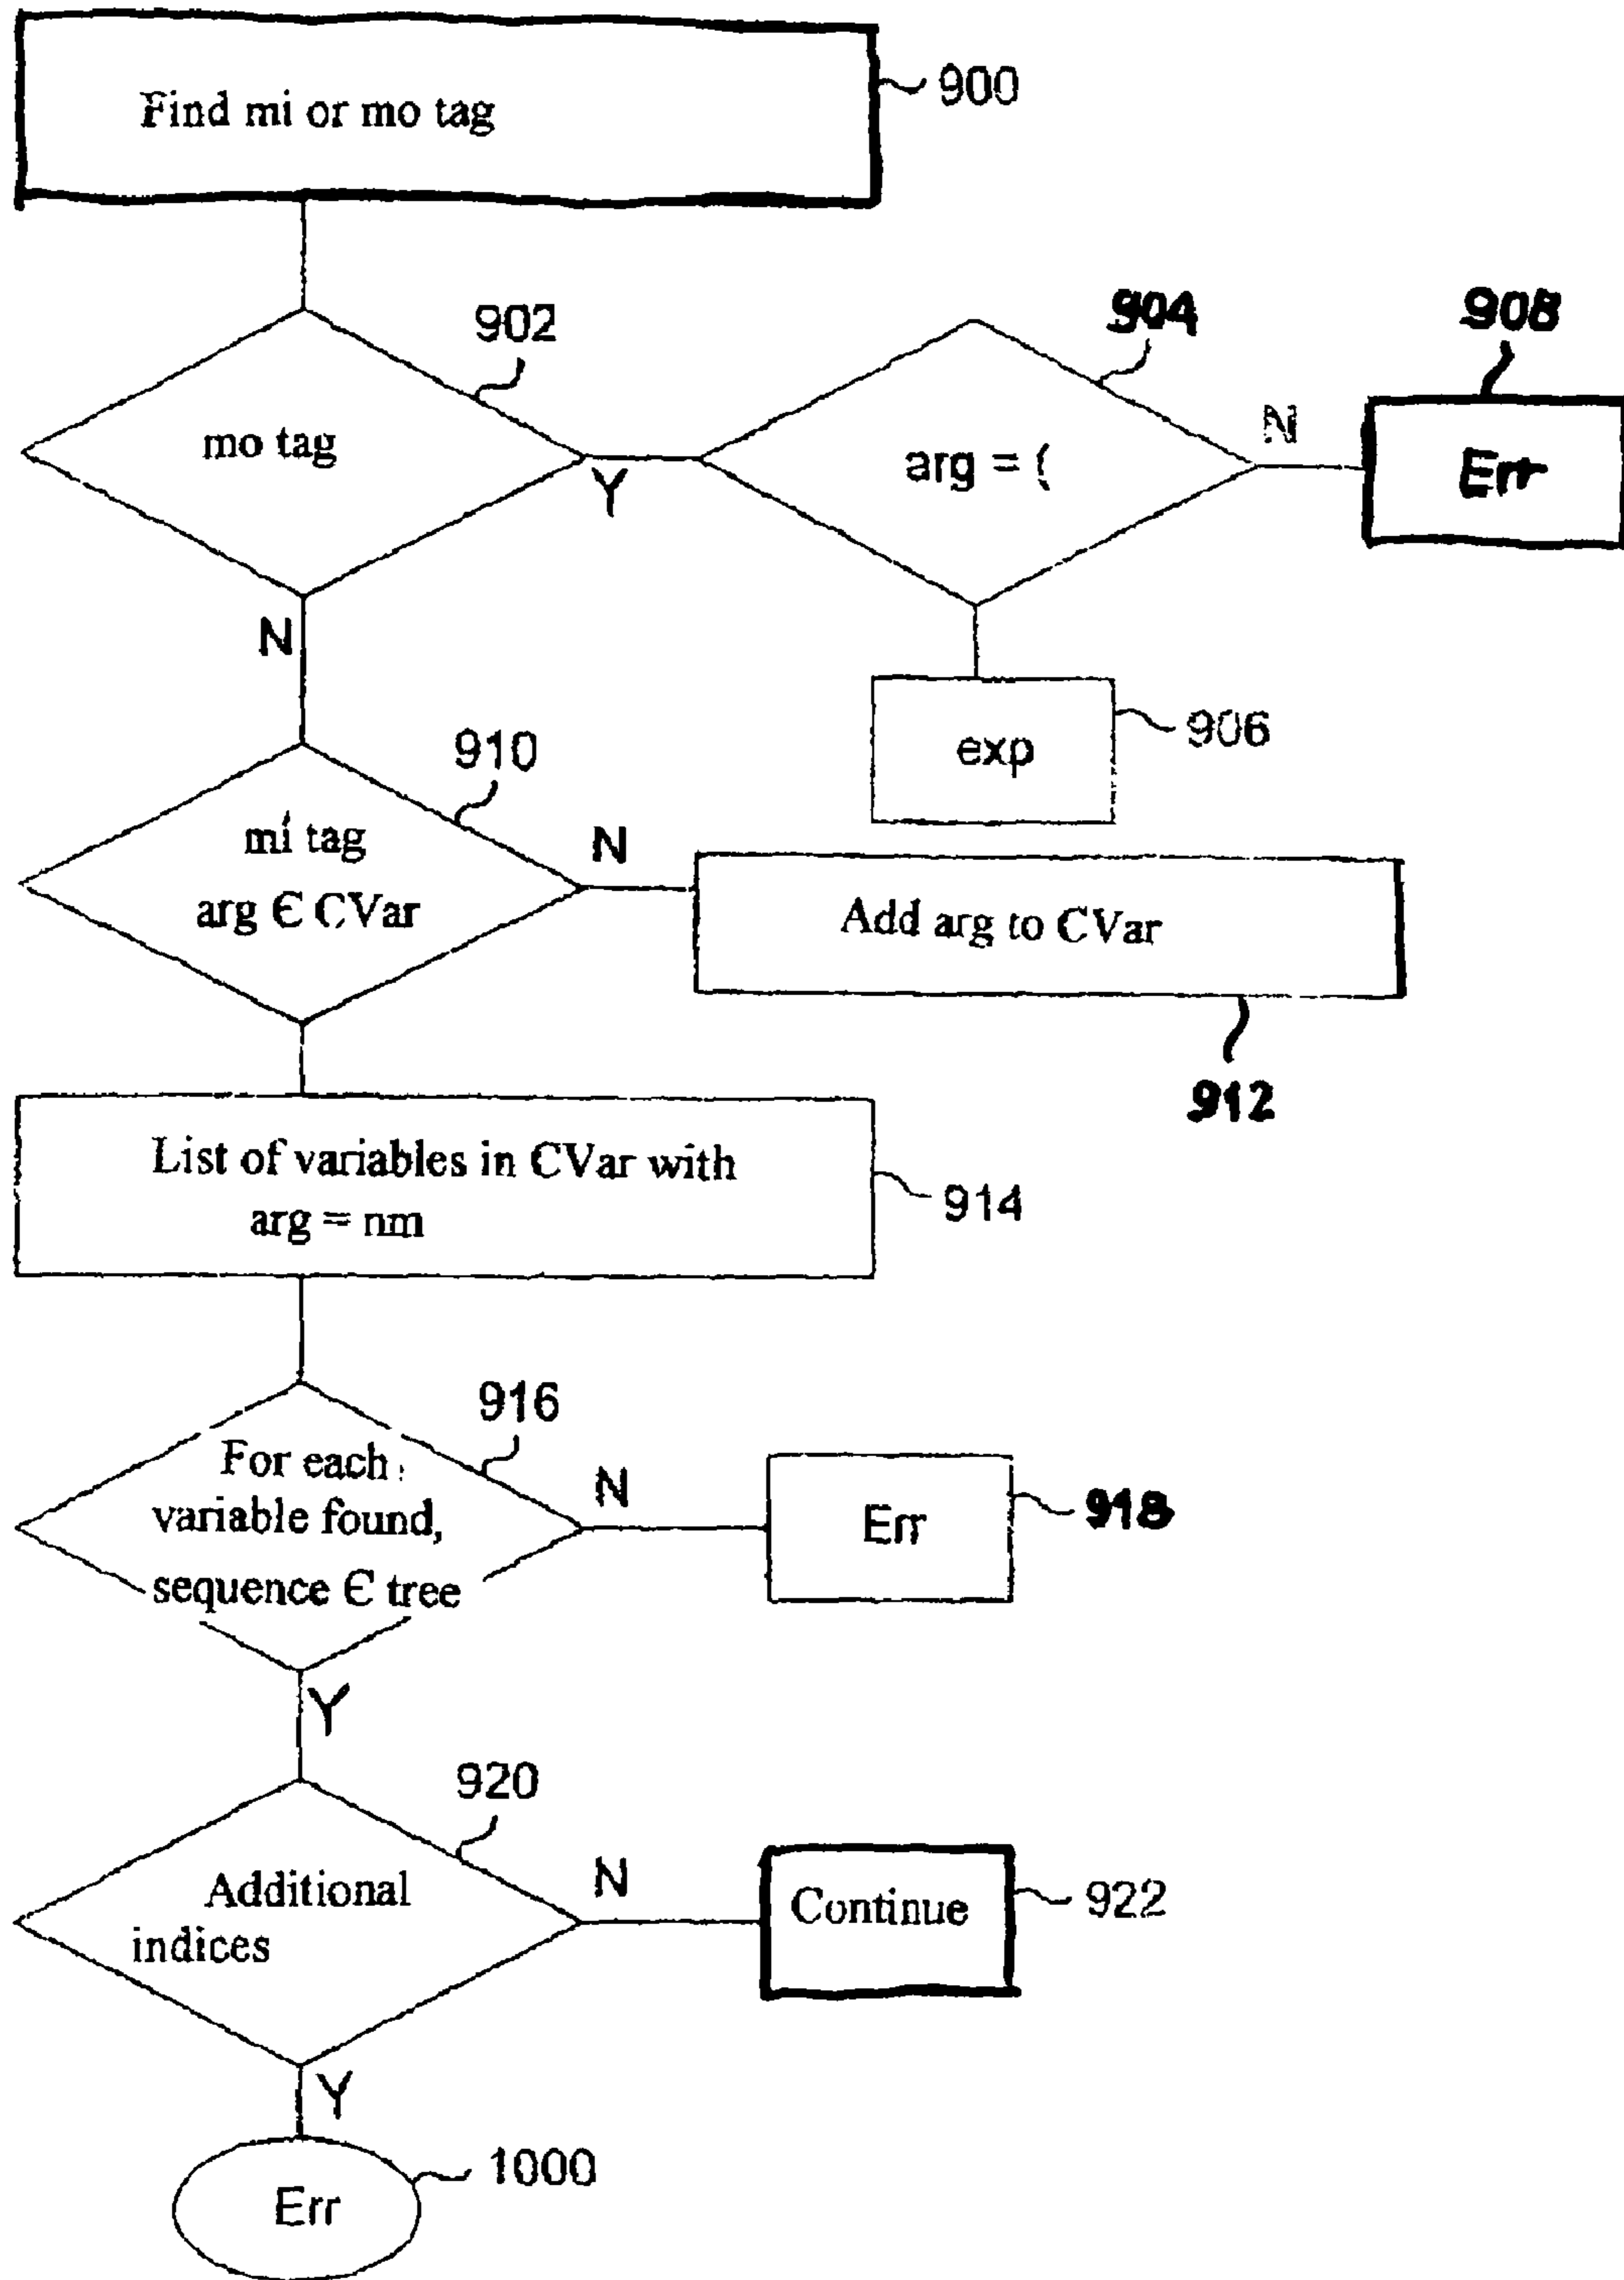 Find mi or mo tag
900
902
904
908
mo tag
Y
arg = (
N
Err
N
exp
906
910
mi tag
arg Є CVar
N
Add arg to CVar
912
List of variables in CVar with
arg = nm
914
916
For each
variable found,
sequence Є tree
N
Err
918
Y
920
Additional
indices
N
Continue
922
Y
Err
1000